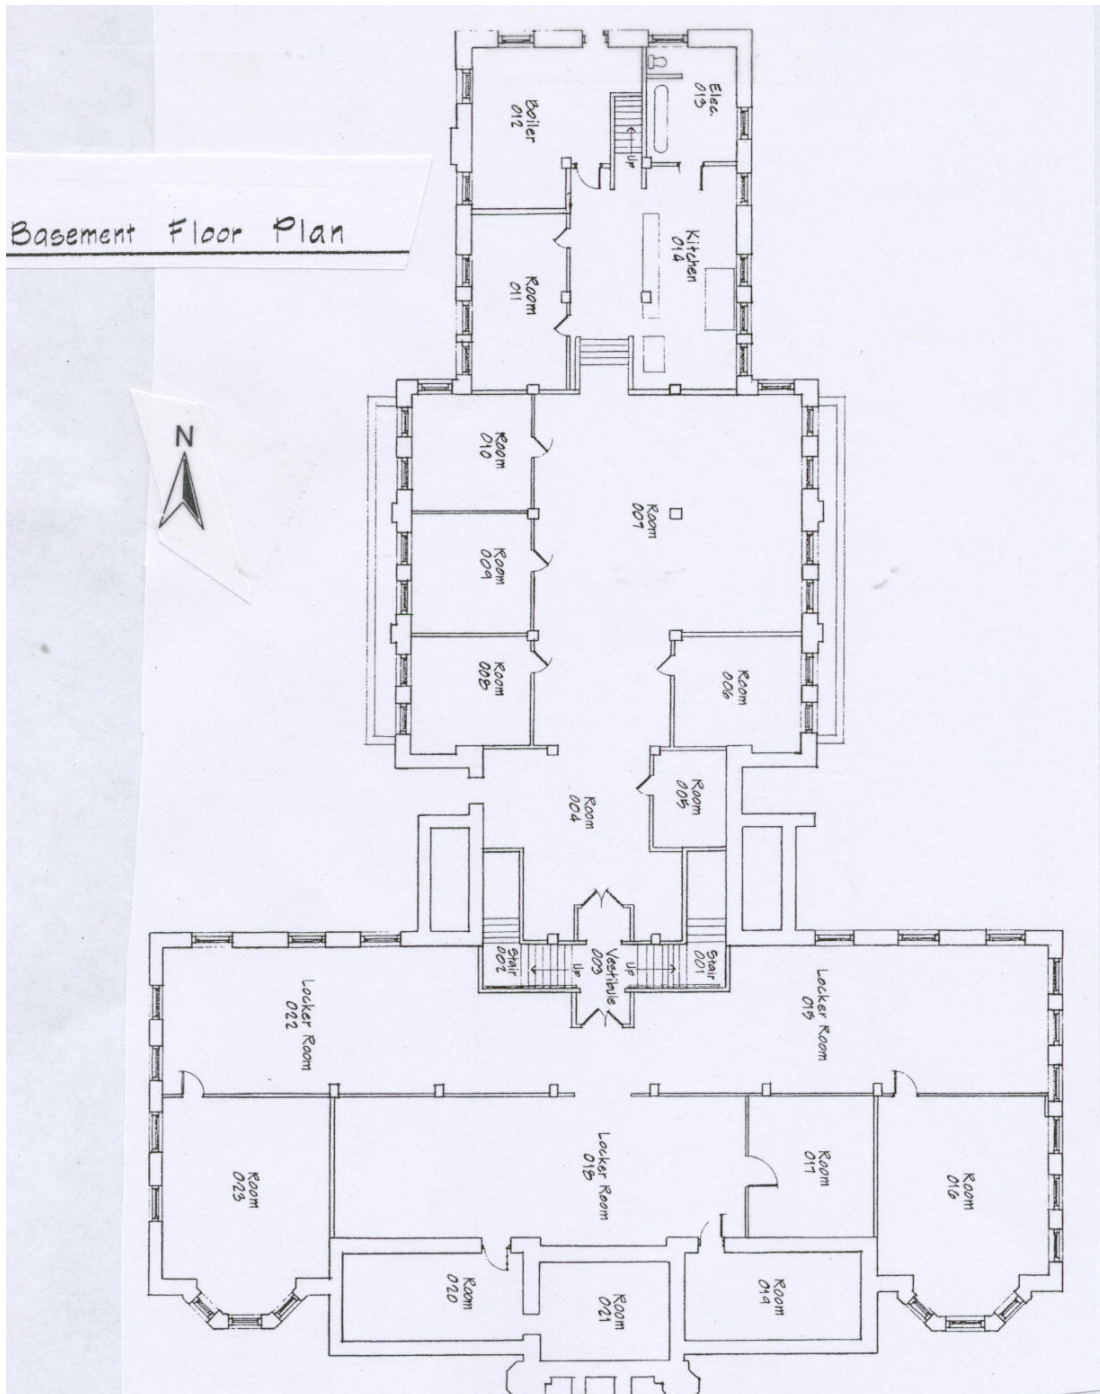 Boiler
012
Elec.
013
Up
Basement Floor Plan
Kitchen
014
Room
011
N
Room
010
Room
007
Room
009
Room
008
Room
006
Room
005
Room
004
Stair
002
Up
Vestibule
003
Up
Stair
001
Locker Room
022
Locker Room
015
Room
023
Locker Room
018
Room
017
Room
016
Room
020
Room
021
Room
019